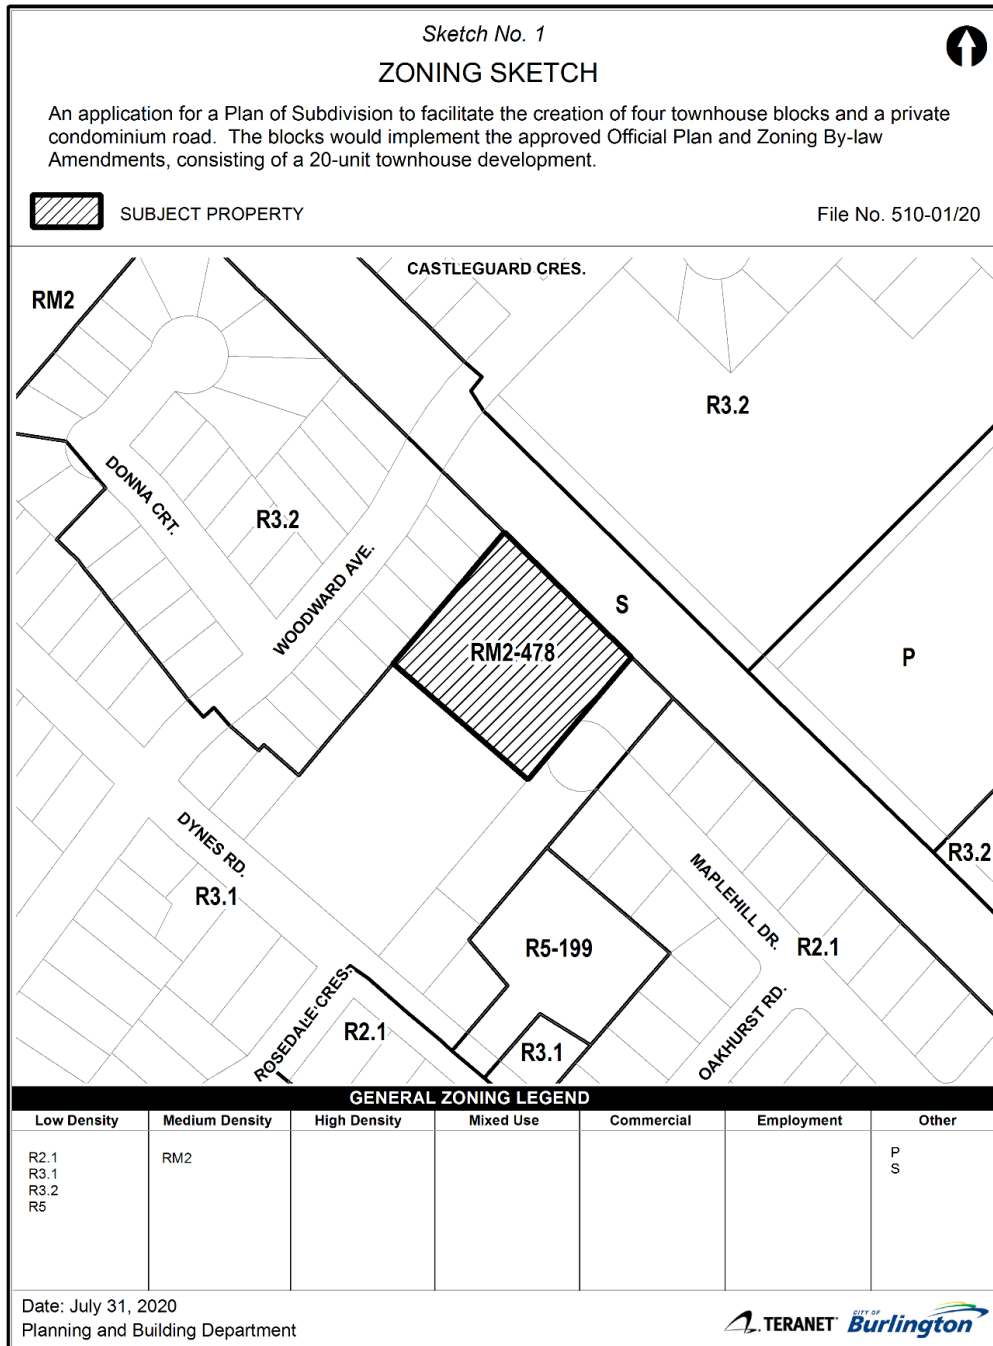 Sketch No. 1
ZONING SKETCH
An application for a Plan of Subdivision to facilitate the creation of four townhouse blocks and a private
condominium road. The blocks would implement the approved Official Plan and Zoning By-law
Amendments, consisting of a 20-unit townhouse development.
SUBJECT PROPERTY
File No. 510-01/20
CASTLEGUARD CRES.
RM2
R3.2
DONNA CRT.
R3.2
WOODWARD AVE.
S
RM2-478
P
DYNES RD.
R3.1
R3.2
MAPLEHILL DR.
R5-199
R2.1
ROSEDALE CRES.
R2.1
R3.1
OAKHURST RD.
GENERAL ZONING LEGEND
Low Density Medium Density High Density Mixed Use Commercial Employment Other
R2.1
R3.1
R3.2
R5
RM2
P
S
Date: July 31, 2020
Planning and Building Department
TERANET
CITY OF
Burlington